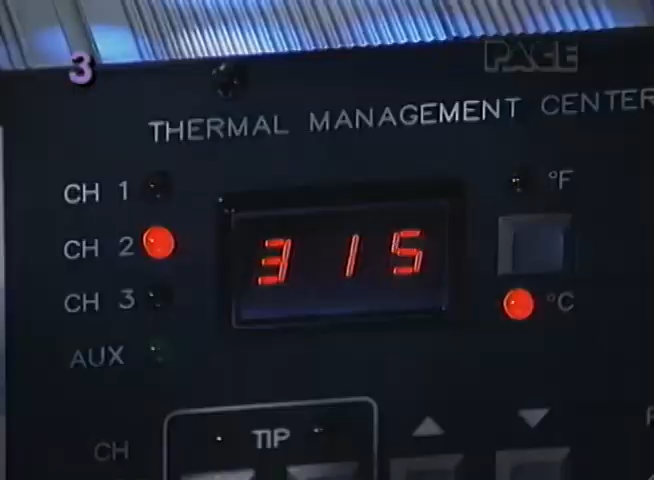 3
PACE
THERMAL MANAGEMENT CENTER
CH 1
°F
CH 2
315
CH 3
°C
AUX
CH
TIP